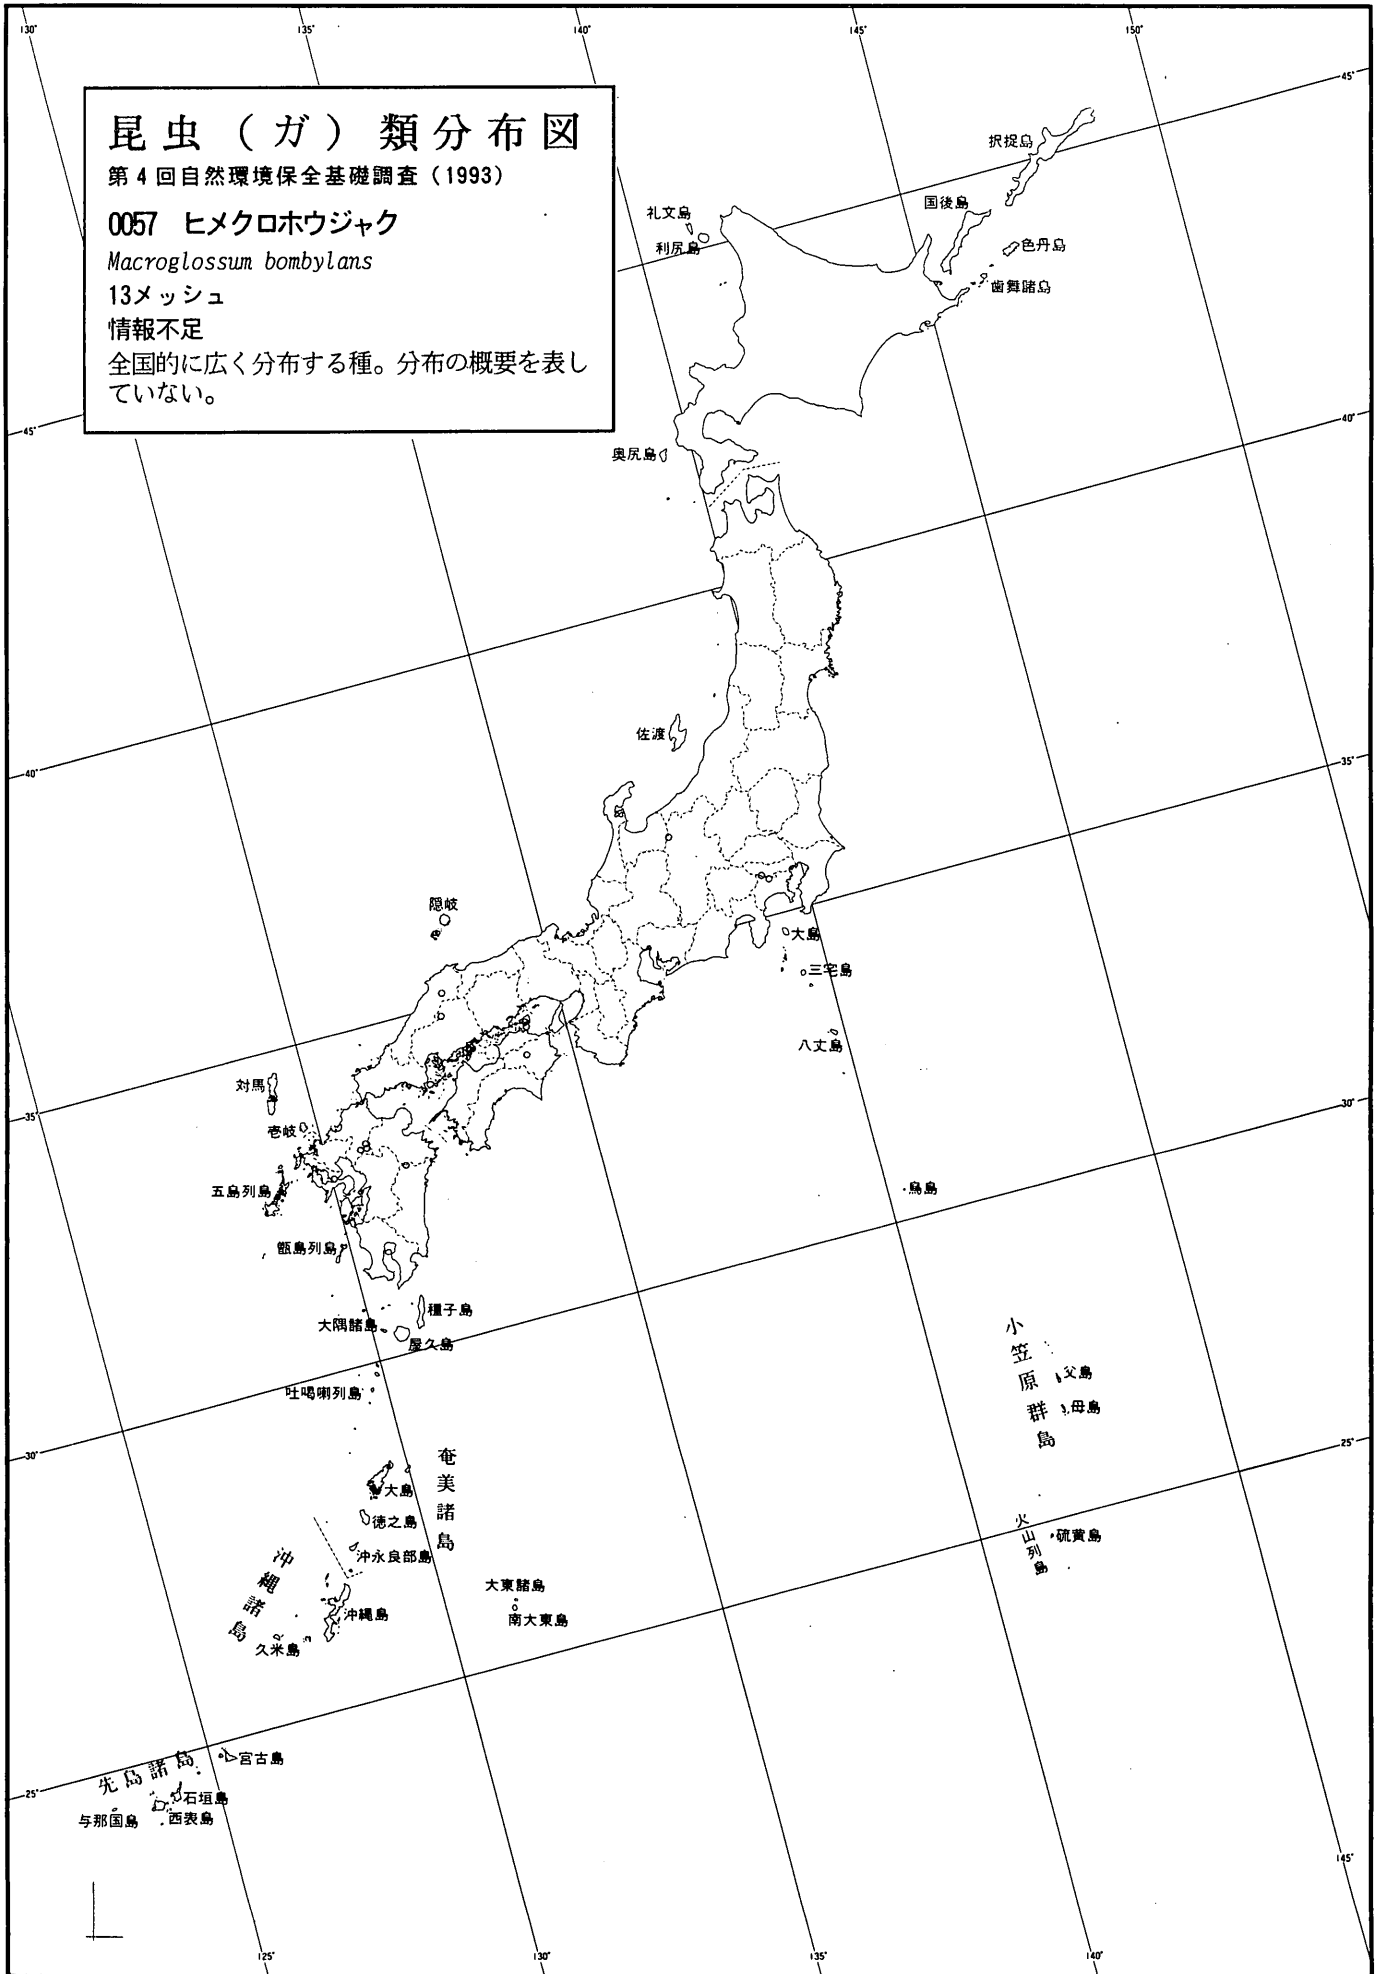 130°
135°
140°
145°
150°
昆虫（ガ）類分布図
第4回自然環境保全基礎調査（1993）
0057　ヒメクロホウジャク
Macroglossum bombylans
13メッシュ
情報不足
全国的に広く分布する種。分布の概要を表し
ていない。
45°
択捉島
国後島
色丹島
歯舞諸島
礼文島
利尻島
45°
40°
奥尻島
佐渡
40°
35°
隠岐
大島
三宅島
八丈島
対馬
35°
壱岐
五島列島
甑島列島
30°
鳥島
種子島
大隅諸島
屋久島
吐噶喇列島
小笠原群島
父島
母島
30°
25°
奄美諸島
大島
徳之島
沖永良部島
沖縄諸島
沖縄島
久米島
大東諸島
南大東島
火山列島
硫黄島
先島諸島
宮古島
石垣島
西表島
与那国島
25°
145°
125°
130°
135°
140°